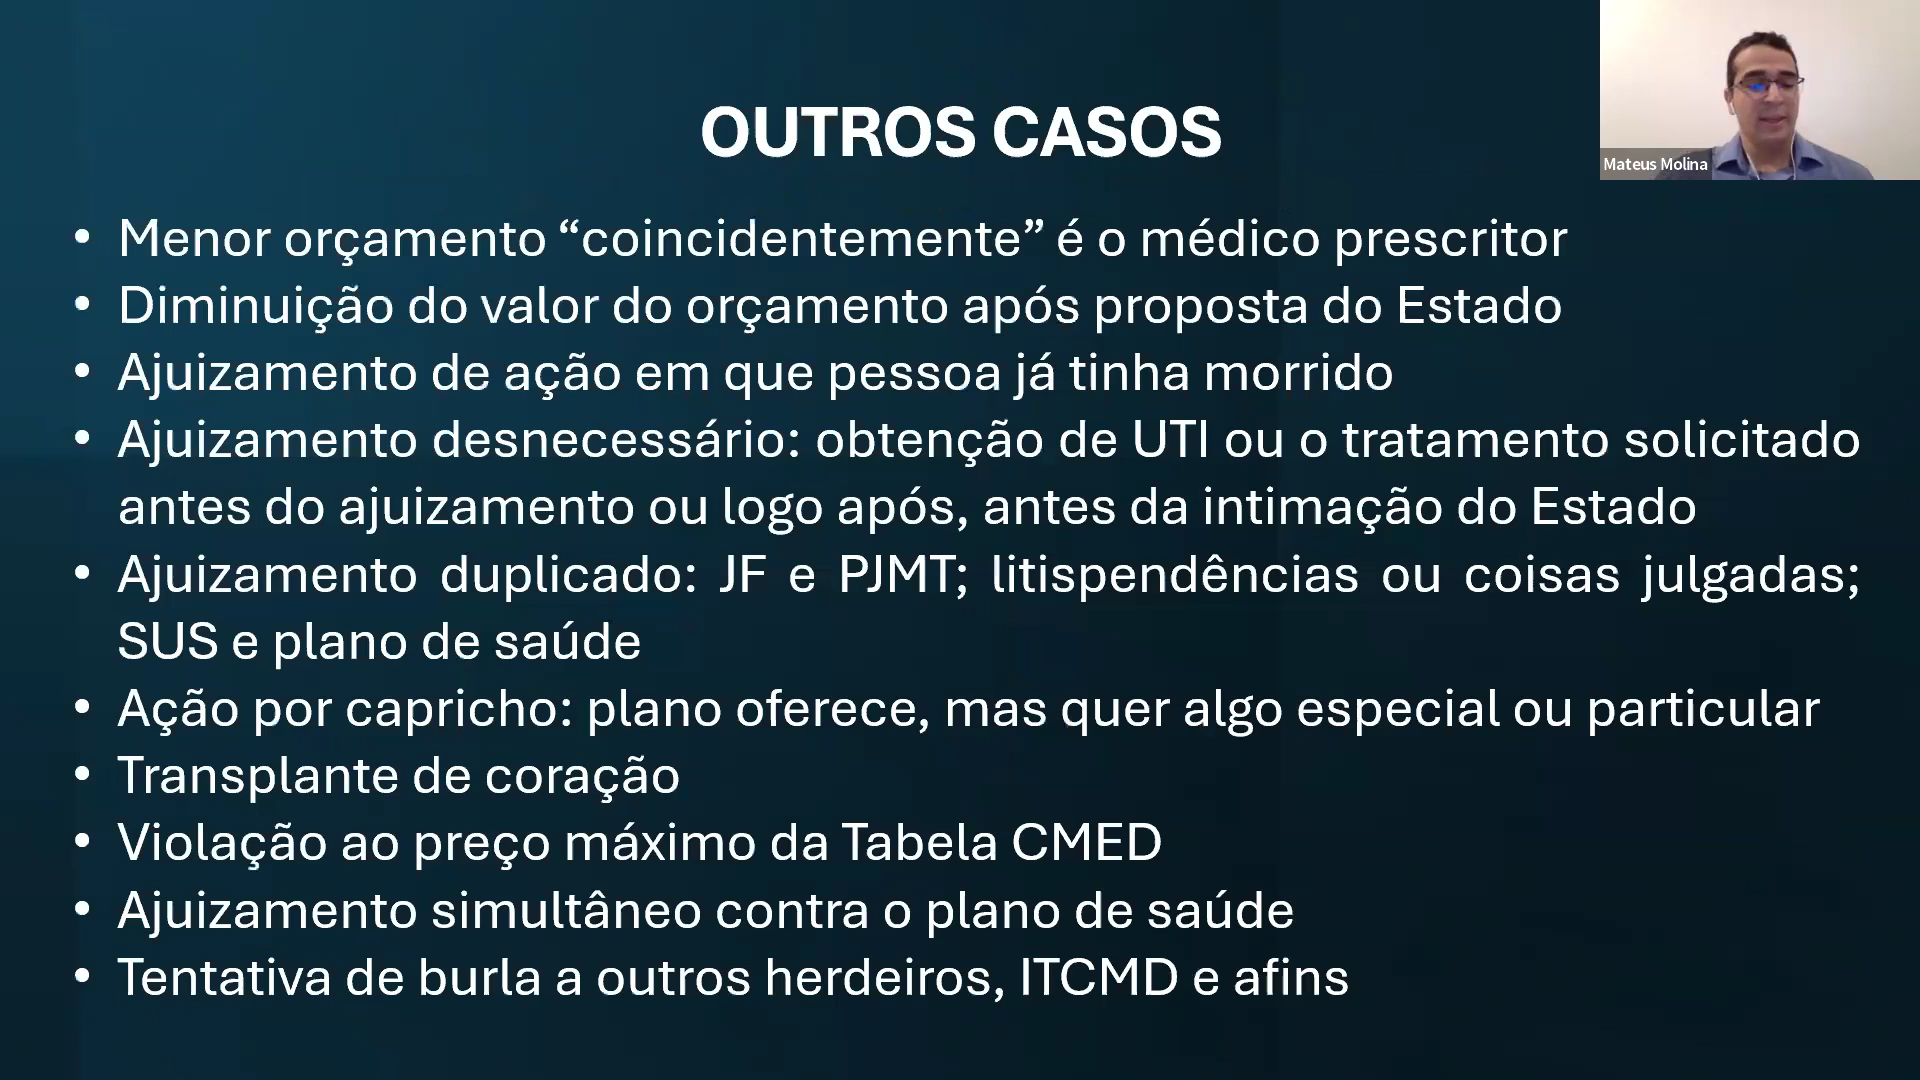 OUTROS CASOS
Mateus Molina
• Menor orçamento “coincidentemente” é o médico prescritor
• Diminuição do valor do orçamento após proposta do Estado
• Ajuizamento de ação em que pessoa já tinha morrido
• Ajuizamento desnecessário: obtenção de UTI ou o tratamento solicitado
antes do ajuizamento ou logo após, antes da intimação do Estado
• Ajuizamento duplicado: JF e PJMT; litispendências ou coisas julgadas;
SUS e plano de saúde
• Ação por capricho: plano oferece, mas quer algo especial ou particular
• Transplante de coração
• Violação ao preço máximo da Tabela CMED
• Ajuizamento simultâneo contra o plano de saúde
• Tentativa de burla a outros herdeiros, ITCMD e afins